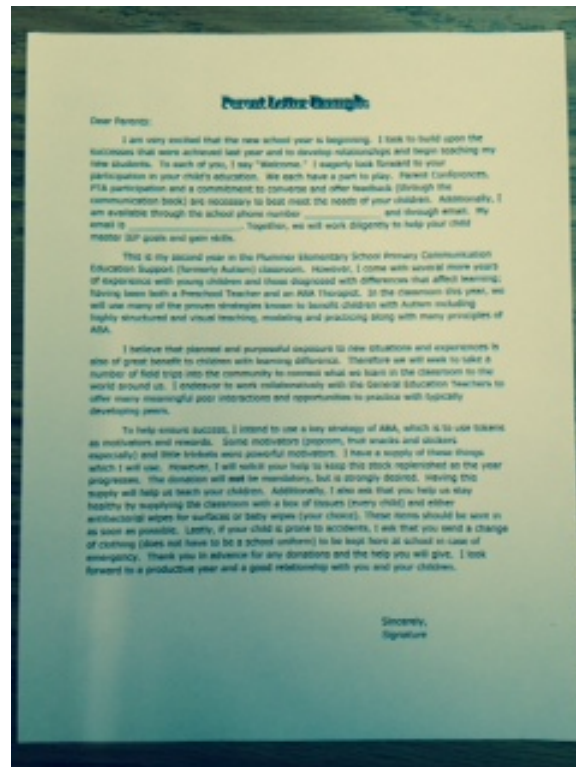 Parent Letter Example
Dear Parents:
I am very excited that the new school year is beginning. I look to build upon the
successes that were achieved last year and to develop relationships and begin teaching my
new students. To each of you, I say "Welcome." I eagerly look forward to your
participation in your child's education. We each have a part to play. Parent Conferences,
PTA participation and a commitment to converse and offer feedback (through the
communication book) are necessary to best meet the needs of your children. Additionally, I
am available through the school phone number ________________ and through email. My
email is __________________. Together, we will work diligently to help your child
master IEP goals and gain skills.
This is my second year in the Plummer Elementary School Primary Communication
Education Support (formerly Autism) classroom. However, I come with several more years
of experience with young children and those diagnosed with differences that affect learning;
having been both a Preschool Teacher and an ABA Therapist. In the classroom this year, we
will use many of the proven strategies known to benefit children with Autism including
highly structured and visual teaching, modeling and practicing along with many principles of
ABA.
I believe that planned and purposeful exposure to new situations and experiences is
also of great benefit to children with learning difference. Therefore we will seek to take a
number of field trips into the community to connect what we learn in the classroom to the
world around us. I endeavor to work collaboratively with the General Education Teachers to
offer many meaningful peer interactions and opportunities to practice with typically
developing peers.
To help ensure success, I intend to use a key strategy of ABA, which is to use tokens
as motivators and rewards. Some motivators (popcorn, fruit snacks and stickers
especially) and little trinkets were powerful motivators. I have a supply of these things
which I will use. However, I will solicit your help to keep this stock replenished as the year
progresses. The donation will not be mandatory, but is strongly desired. Having this
supply will help us teach your children. Additionally, I also ask that you help us stay
healthy by supplying the classroom with a box of tissues (every child) and either
antibacterial wipes for surfaces or baby wipes (your choice). These items should be sent in
as soon as possible. Lastly, if your child is prone to accidents, I ask that you send a change
of clothing (does not have to be a school uniform) to be kept here at school in case of
emergency. Thank you in advance for any donations and the help you will give. I look
forward to a productive year and a good relationship with you and your children.
Sincerely,
Signature